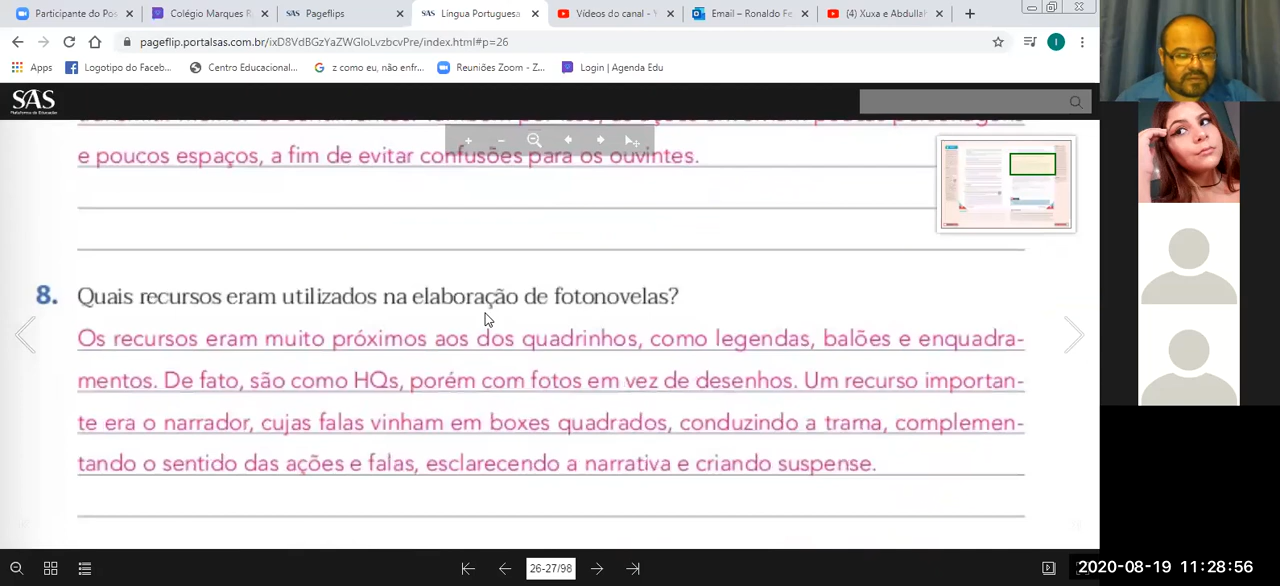 Participante do Pos
Colégio Marques R
Pageflips
Língua Portuguesa
Vídeos do canal - Y
Email – Ronaldo Fe
(4) Xuxa e Abdulla
pageflip.portalsas.com.br/ixD8VdBGzYaZWGIoLvzbcvPre/index.html#p=26
Apps
Logotipo do Faceb...
Centro Educacional...
z como eu, não enfr...
Reuniões Zoom - Z...
Login | Agenda Edu
SAS
e poucos espaços, a fim de evitar confusões para os ouvintes.
8. Quais recursos eram utilizados na elaboração de fotonovelas?
Os recursos eram muito próximos aos dos quadrinhos, como legendas, balões e enquadra-
mentos. De fato, são como HQs, porém com fotos em vez de desenhos. Um recurso importan-
te era o narrador, cujas falas vinham em boxes quadrados, conduzindo a trama, complemen-
tando o sentido das ações e falas, esclarecendo a narrativa e criando suspense.
26-27/98
2020-08-19 11:28:56